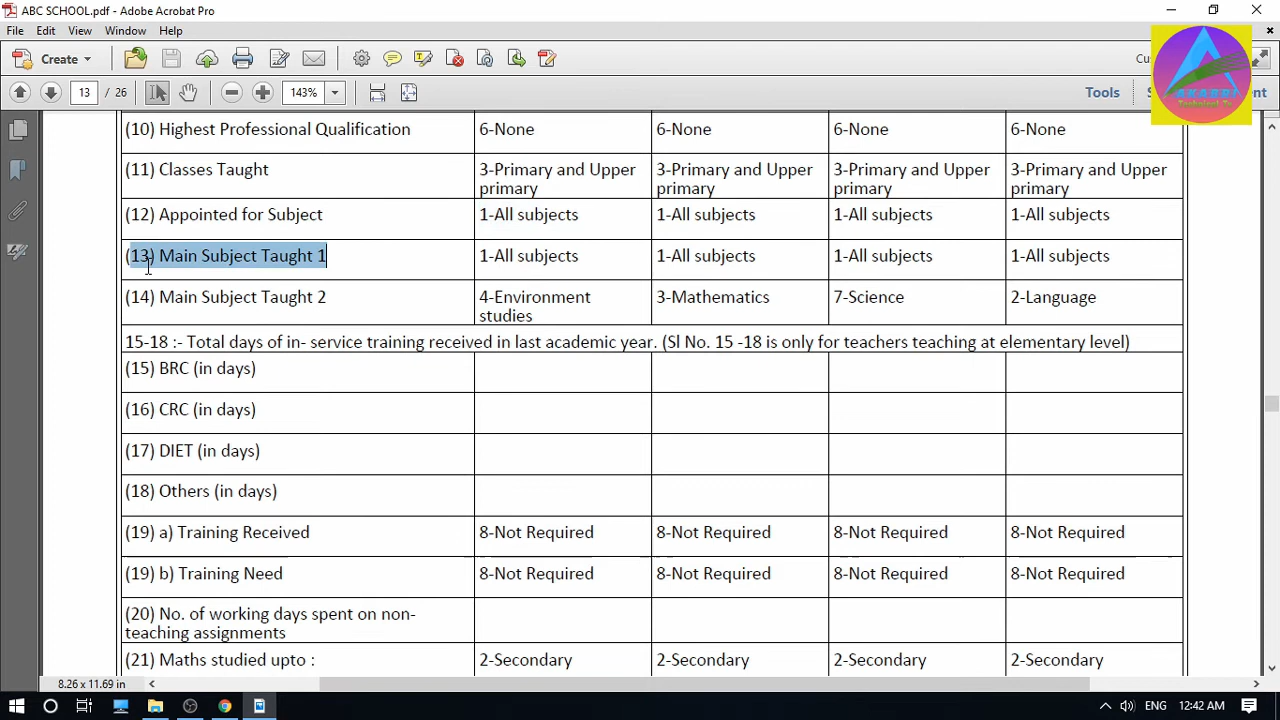 ABC SCHOOL.pdf - Adobe Acrobat Pro
File Edit View Window Help
Create
13 / 26 143% Tools
(10) Highest Professional Qualification 6-None 6-None 6-None 6-None
(11) Classes Taught 3-Primary and Upper 3-Primary and Upper 3-Primary and Upper 3-Primary and Upper
primary primary primary primary
(12) Appointed for Subject 1-All subjects 1-All subjects 1-All subjects 1-All subjects
(13) Main Subject Taught 1 1-All subjects 1-All subjects 1-All subjects 1-All subjects
(14) Main Subject Taught 2 4-Environment 3-Mathematics 7-Science 2-Language
studies
15-18 :- Total days of in- service training received in last academic year. (Sl No. 15 -18 is only for teachers teaching at elementary level)
(15) BRC (in days)
(16) CRC (in days)
(17) DIET (in days)
(18) Others (in days)
(19) a) Training Received 8-Not Required 8-Not Required 8-Not Required 8-Not Required
(19) b) Training Need 8-Not Required 8-Not Required 8-Not Required 8-Not Required
(20) No. of working days spent on non-
teaching assignments
(21) Maths studied upto : 2-Secondary 2-Secondary 2-Secondary 2-Secondary
8.26 x 11.69 in
ENG 12:42 AM